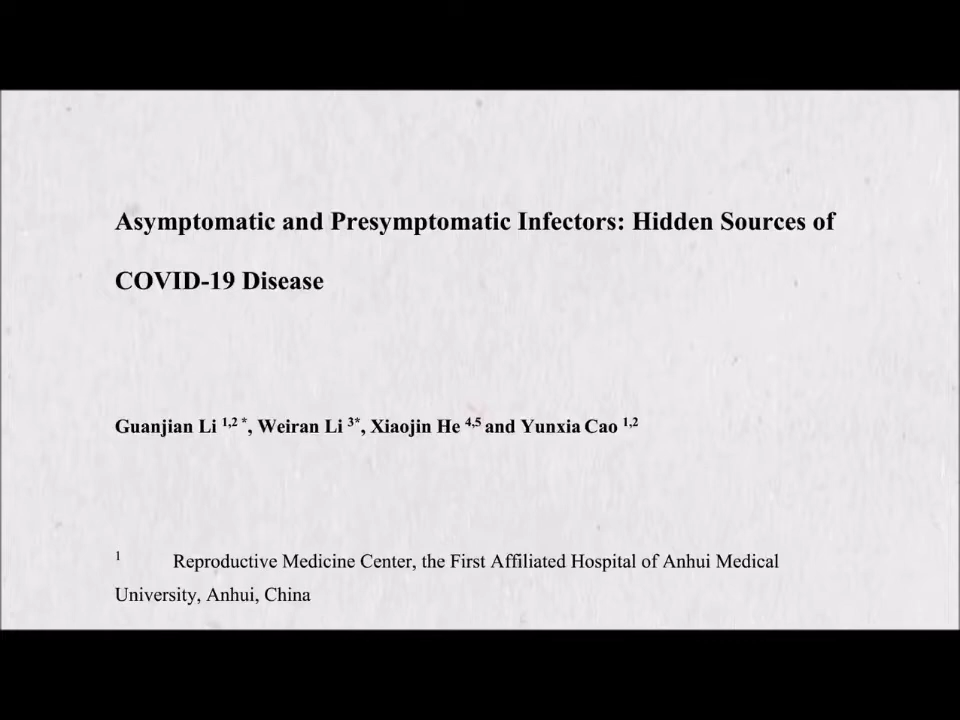 Asymptomatic and Presymptomatic Infectors: Hidden Sources of
COVID-19 Disease
Guanjian Li 1,2 *, Weiran Li 3*, Xiaojin He 4,5 and Yunxia Cao 1,2
1 Reproductive Medicine Center, the First Affiliated Hospital of Anhui Medical
University, Anhui, China